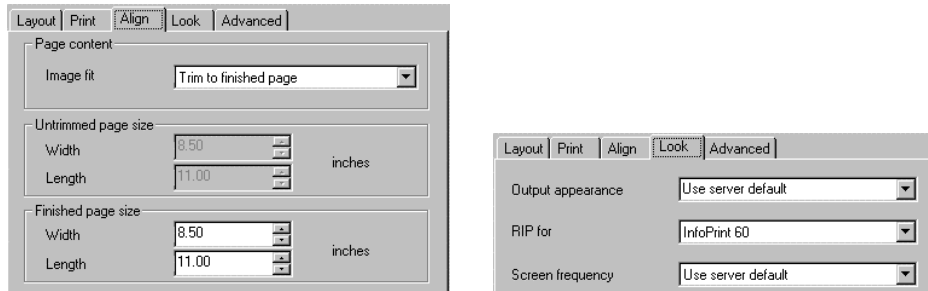 Layout Print Align Look Advanced
Page content
Image fit Trim to finished page
Untrimmed page size
Width 8.50
inches
Length 11.00
Finished page size
Width 8.50
inches
Length 11.00
Layout Print Align Look Advanced
Output appearance Use server default
RIP for InfoPrint 60
Screen frequency Use server default